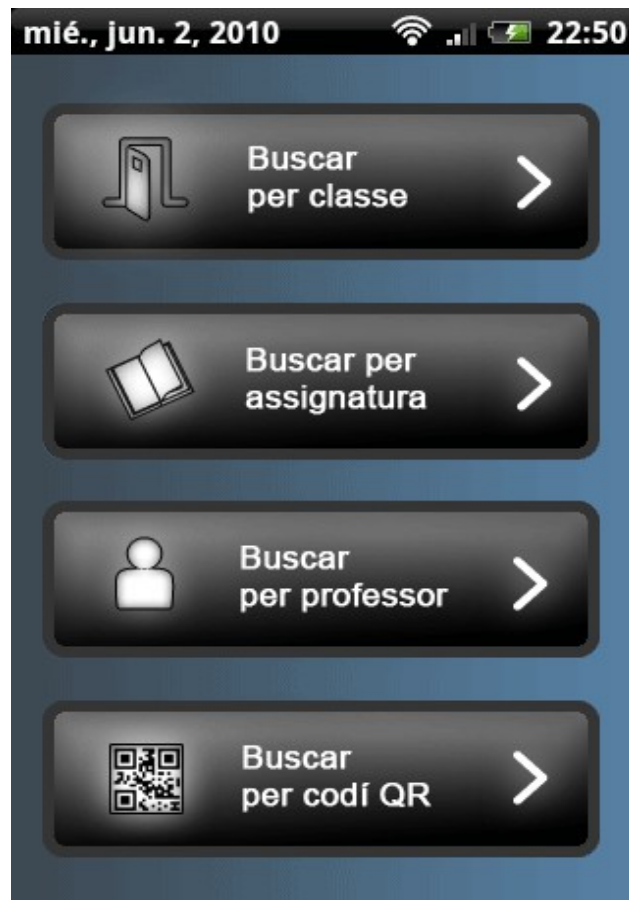 mié., jun. 2, 2010 22:50
Buscar
per classe
Buscar per
assignatura
Buscar
per professor
Buscar
per codí QR